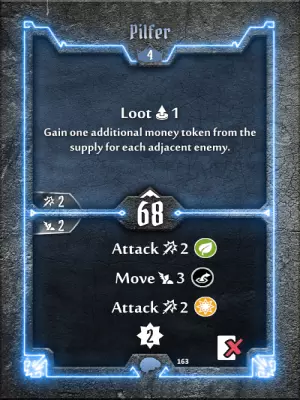 Pilfer
4
Loot 1
Gain one additional money token from the
supply for each adjacent enemy.
2
68
2
Attack 2
Move 3
Attack 2
2
163